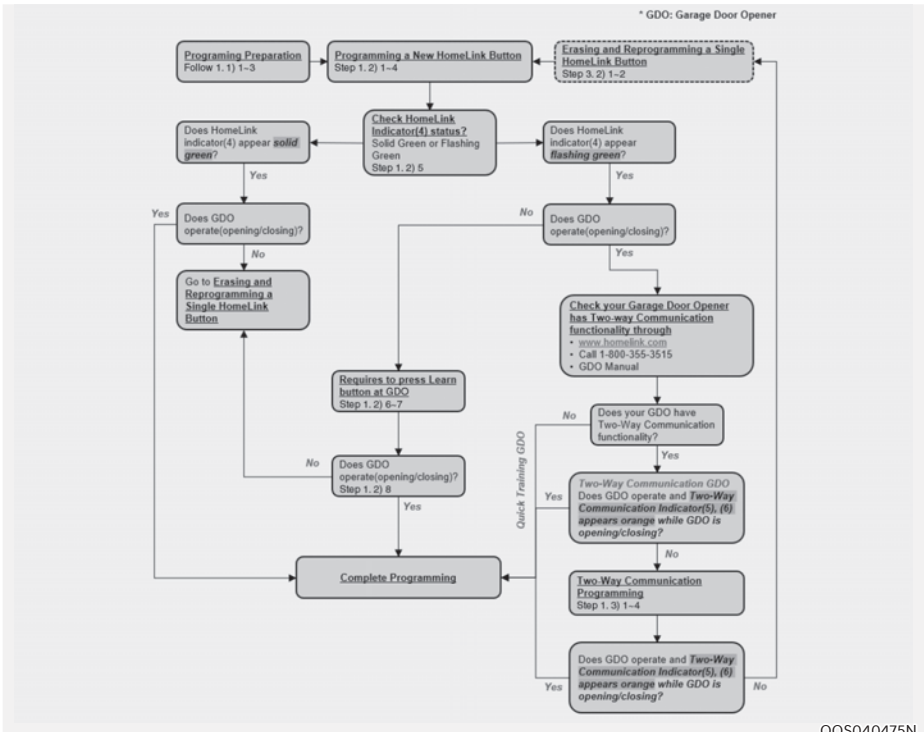 * GDO: Garage Door Opener
Programing Preparation
Follow 1. 1) 1~3
Programming a New HomeLink Button
Step 1. 2) 1~4
Erasing and Reprogramming a Single
HomeLink Button
Step 3. 2) 1~2
Does HomeLink
indicator(4) appear solid
green?
Check HomeLink
Indicator(4) status?
Solid Green or Flashing
Green
Step 1. 2) 5
Does HomeLink
indicator(4) appear
flashing green?
Yes
Yes
Yes
Does GDO
operate(opening/closing)?
No
Does GDO
operate(opening/closing)?
No
Yes
Go to Erasing and
Reprogramming a
Single HomeLink
Button
Check your Garage Door Opener
has Two-way Communication
functionality through
• www.homelink.com
• Call 1-800-355-3515
• GDO Manual
Requires to press Learn
button at GDO
Step 1. 2) 6~7
No
Does your GDO have
Two-Way Communication
functionality?
Yes
Quick Training GDO
No
Does GDO
operate(opening/closing)?
Step 1. 2) 8
Yes
Yes
Two-Way Communication GDO
Does GDO operate and Two-Way
Communication Indicator(5), (6)
appears orange while GDO is
opening/closing?
No
Complete Programming
Two-Way Communication
Programming
Step 1. 3) 1~4
Does GDO operate and Two-Way
Communication Indicator(5), (6)
appears orange while GDO is
opening/closing?
Yes
No
OOS040475N